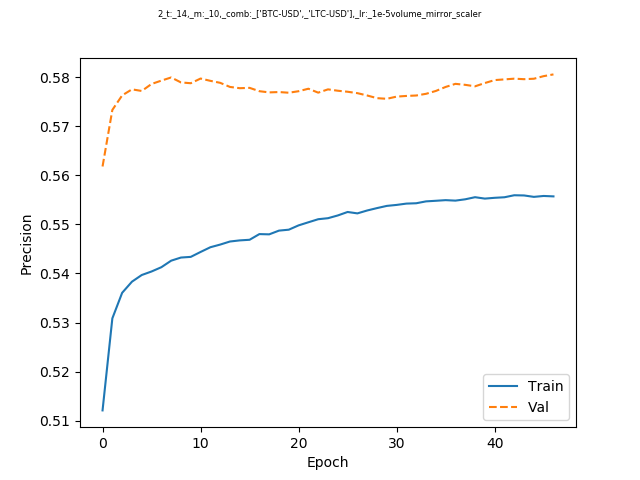 2_t:_14,_m:_10,_comb:_['BTC-USD',_'LTC-USD'],_lr:_1e-5volume_mirror_scaler
0.58
0.57
0.56
0.55
0.54
0.53
0.52
0.51
Precision
Train
Val
0 10 20 30 40
Epoch